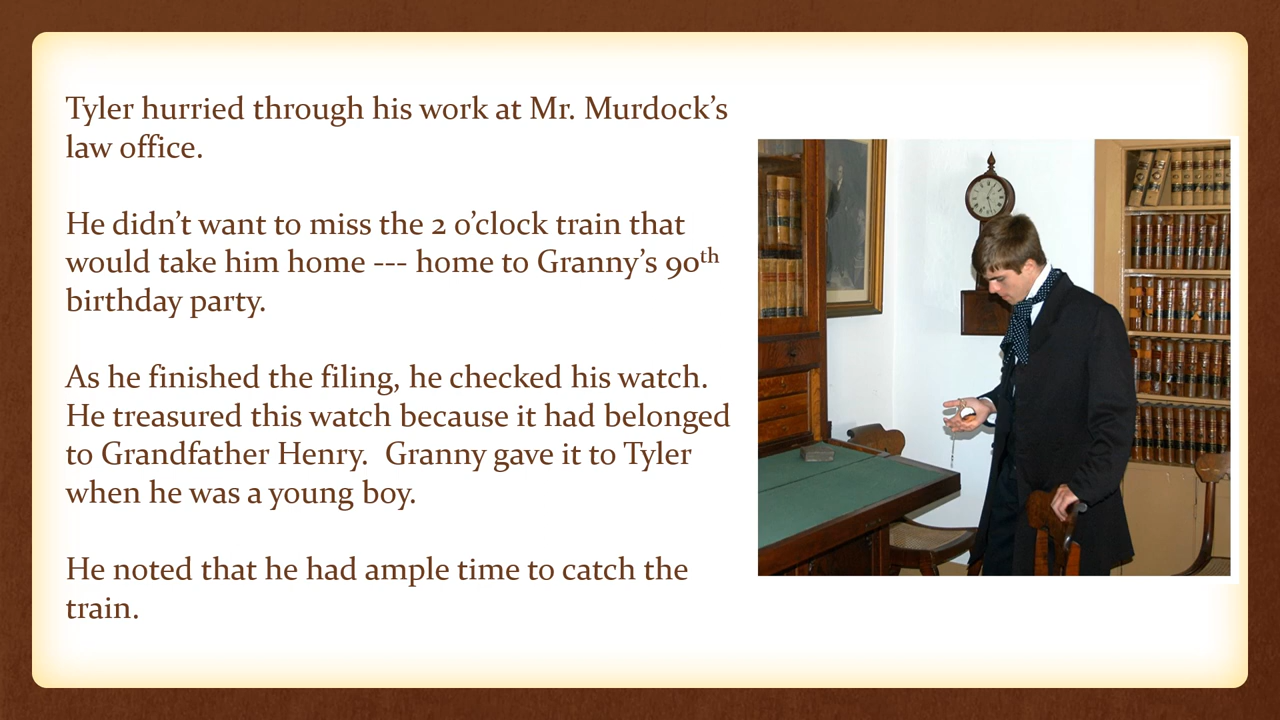 Tyler hurried through his work at Mr. Murdock’s
law office.
He didn’t want to miss the 2 o’clock train that
would take him home --- home to Granny’s 90th
birthday party.
As he finished the filing, he checked his watch.
He treasured this watch because it had belonged
to Grandfather Henry.  Granny gave it to Tyler
when he was a young boy.
He noted that he had ample time to catch the
train.